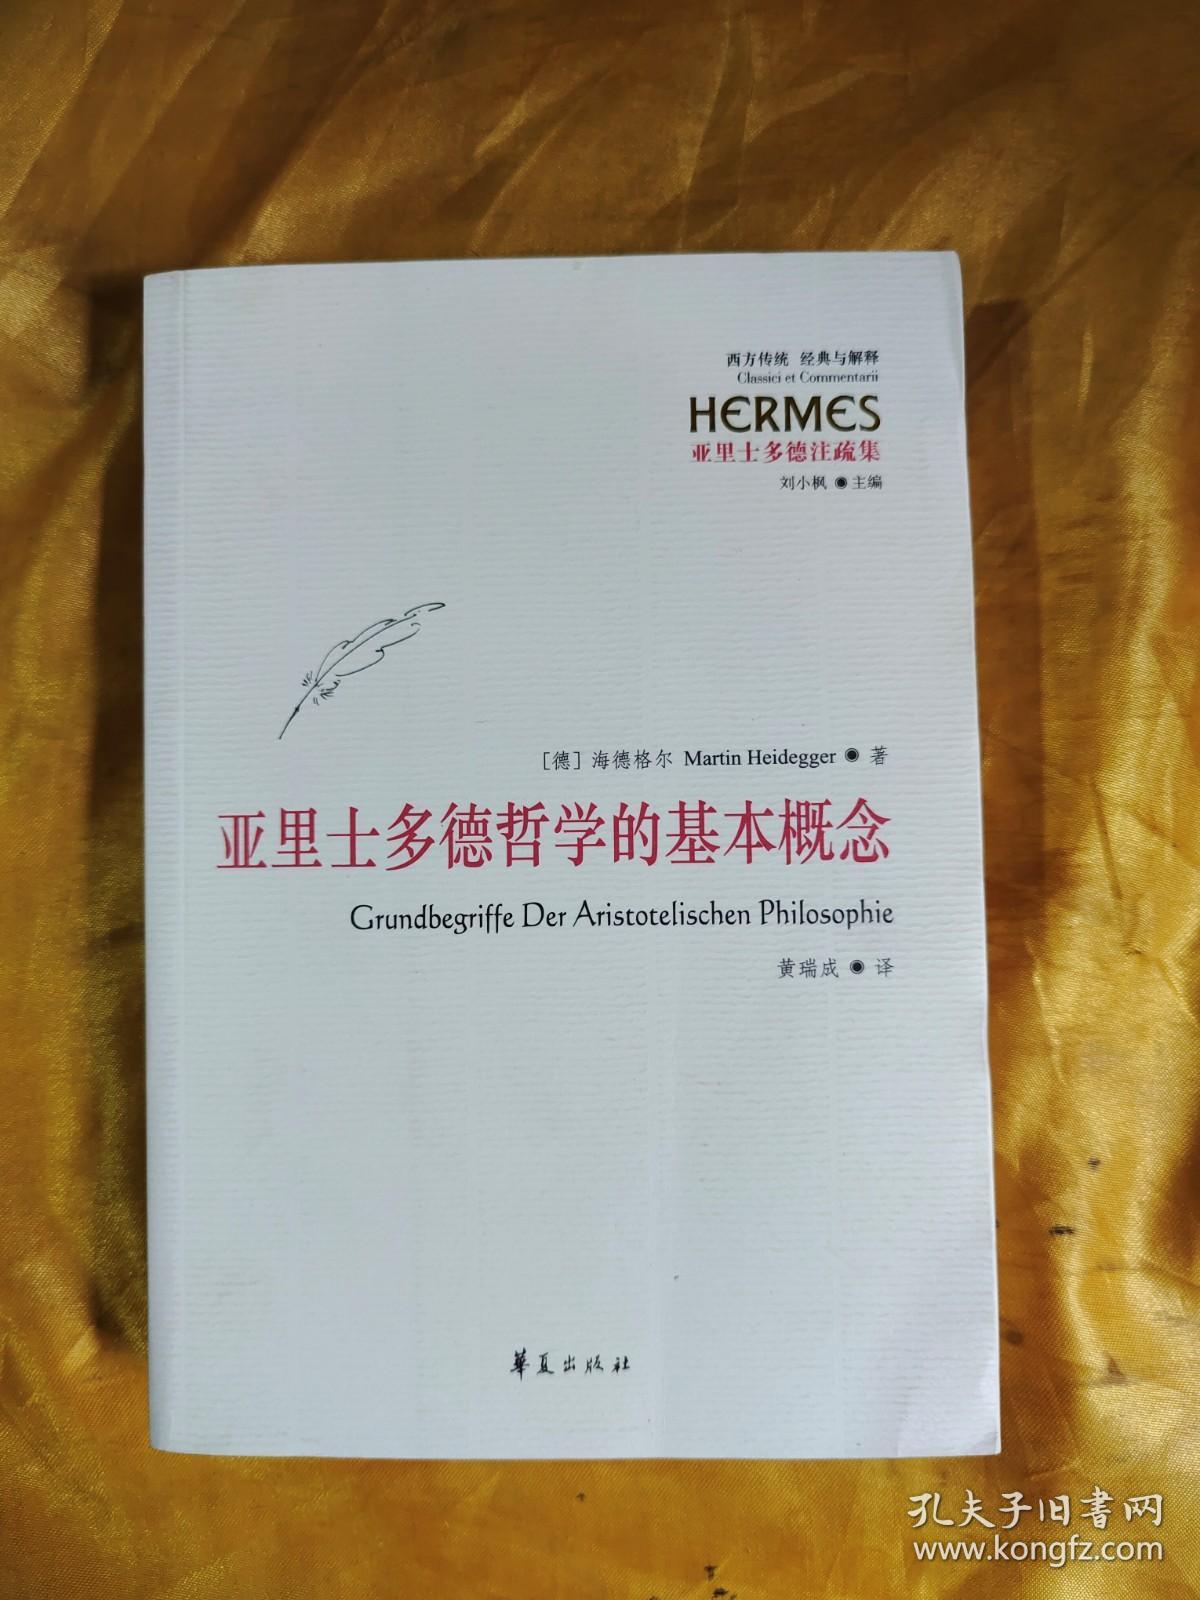 西方传统 经典与解释
Classici et Commentarii
HERMES
亚里士多德注疏集
刘小枫 ◉ 主编
[德] 海德格尔 Martin Heidegger ◉ 著
亚里士多德哲学的基本概念
Grundbegriffe Der Aristotelischen Philosophie
黄瑞成 ◉ 译
華夏出版社
孔夫子旧书网
www.kongfz.com